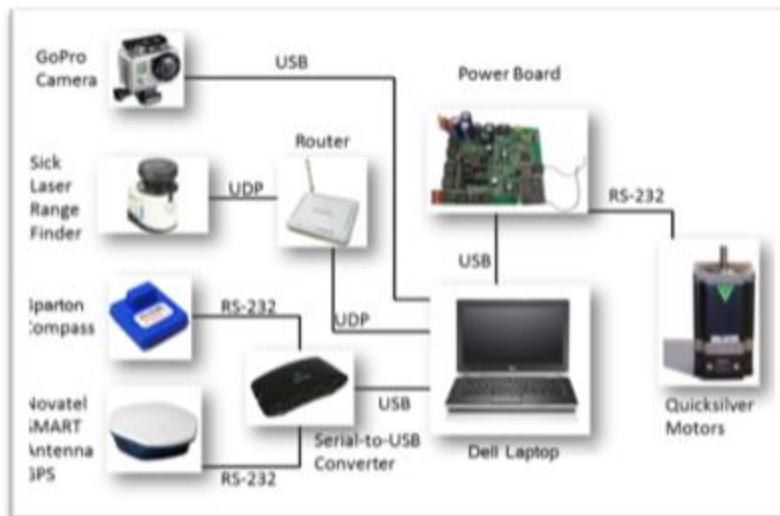 GoPro
Camera
USB
Power Board
Sick
Laser
Range
Finder
UDP
Router
RS-232
USB
Sparton
Compass
RS-232
UDP
Novatel
SMART
Antenna
GPS
RS-232
USB
Serial-to-USB
Converter
Dell Laptop
Quicksilver
Motors